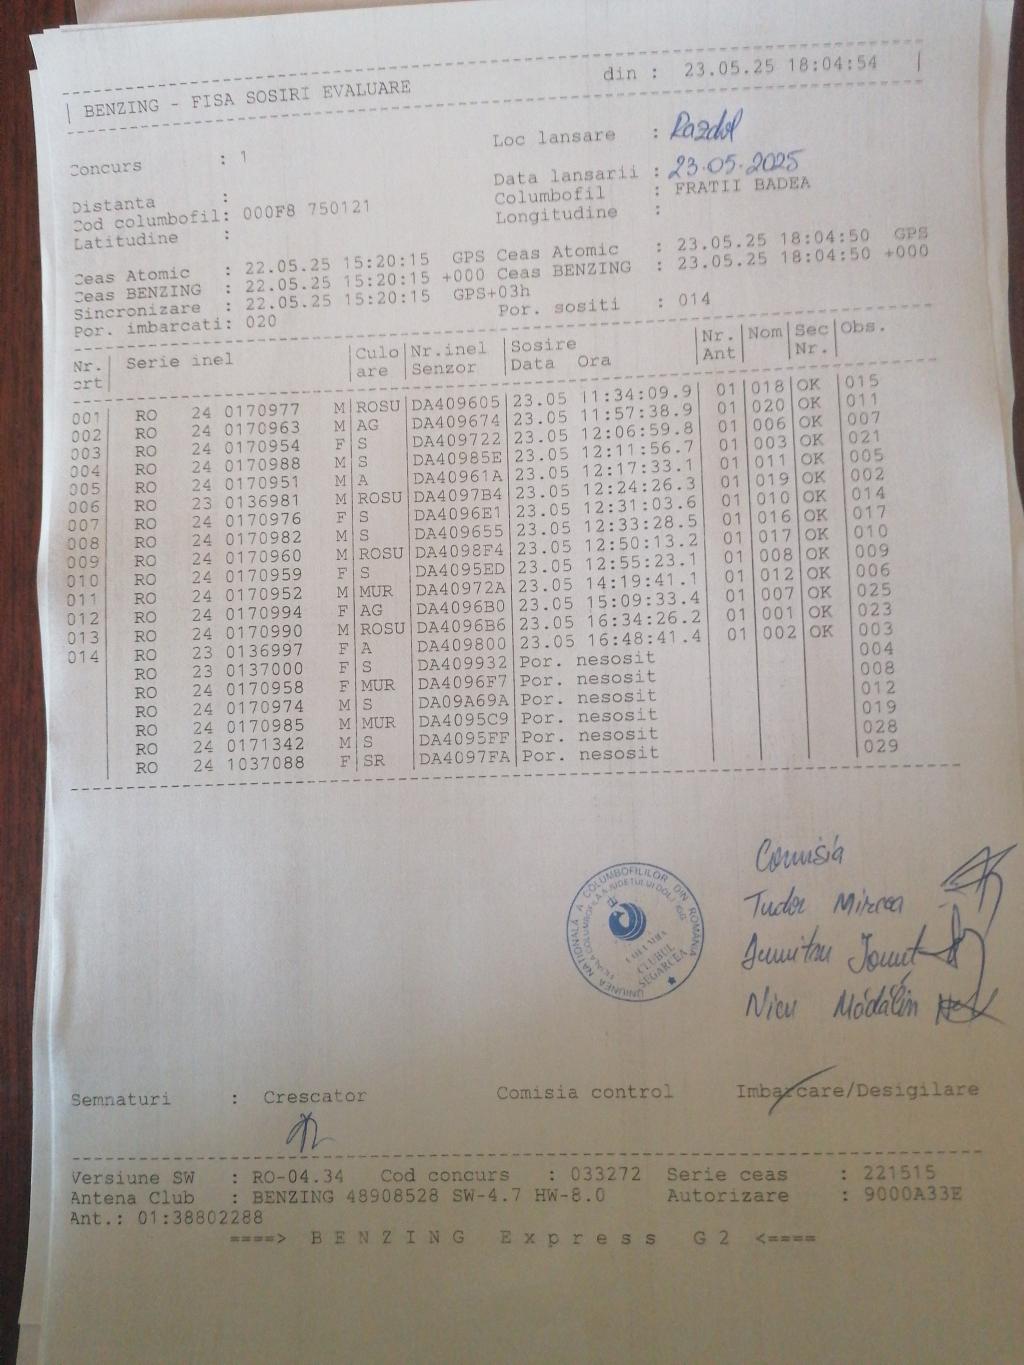 BENZING - FISA SOSIRI EVALUARE din : 23.05.25 18:04:54
Concurs : 1 Loc lansare : Razdol
Data lansarii : 23.05.2025
Distanta : Columbofil : FRATII BADEA
Cod columbofil: 000F8 750121 Longitudine :
Latitudine :
Ceas Atomic : 22.05.25 15:20:15 GPS Ceas Atomic : 23.05.25 18:04:50 GPS
Ceas BENZING : 22.05.25 15:20:15 +000 Ceas BENZING : 23.05.25 18:04:50 +000
Sincronizare : 22.05.25 15:20:15 GPS+03h
Por. imbarcati: 020 Por. sositi : 014
Nr. Serie inel Culo Nr.inel Sosire Nr. Nom Sec Obs.
crt are Senzor Data Ora Ant Nr.
001 RO 24 0170977 M ROSU DA409605 23.05 11:34:09.9 01 018 OK 015
002 RO 24 0170963 M AG DA409674 23.05 11:57:38.9 01 020 OK 011
003 RO 24 0170954 F S DA409722 23.05 12:06:59.8 01 006 OK 007
004 RO 24 0170988 M S DA40985E 23.05 12:11:56.7 01 003 OK 021
005 RO 24 0170951 M A DA40961A 23.05 12:17:33.1 01 011 OK 005
006 RO 23 0136981 M ROSU DA4097B4 23.05 12:24:26.3 01 019 OK 002
007 RO 24 0170976 F S DA4096E1 23.05 12:31:03.6 01 010 OK 014
008 RO 24 0170982 M S DA409655 23.05 12:33:28.5 01 016 OK 017
009 RO 24 0170960 M ROSU DA4098F4 23.05 12:50:13.2 01 017 OK 010
010 RO 24 0170959 F S DA4095ED 23.05 12:55:23.1 01 008 OK 009
011 RO 24 0170952 M MUR DA40972A 23.05 14:19:41.1 01 012 OK 006
012 RO 24 0170994 F AG DA4096B0 23.05 15:09:33.4 01 007 OK 025
013 RO 24 0170990 M ROSU DA4096B6 23.05 16:34:26.2 01 001 OK 023
014 RO 23 0136997 F A DA409800 23.05 16:48:41.4 01 002 OK 003
RO 23 0137000 F S DA409932 Por. nesosit 004
RO 24 0170958 F MUR DA4096F7 Por. nesosit 008
RO 24 0170974 M S DA09A69A Por. nesosit 012
RO 24 0170985 M MUR DA4095C9 Por. nesosit 019
RO 24 0171342 M S DA4095FF Por. nesosit 028
RO 24 1037088 F SR DA4097FA Por. nesosit 029
Comisia
Tudor Mircea
Dumitru Ionut
Nicu Mădălin
UNIUNEA NATIONALĂ A COLUMBOFILILOR DIN ROMANIA
CLUBUL
SEGARCEA
Semnaturi : Crescator Comisia control Imbarcare/Desigilare
Versiune SW : RO-04.34 Cod concurs : 033272 Serie ceas : 221515
Antena Club : BENZING 48908528 SW-4.7 HW-8.0 Autorizare : 9000A33E
Ant.: 01:38802288
====> BENZING Express G2 <====